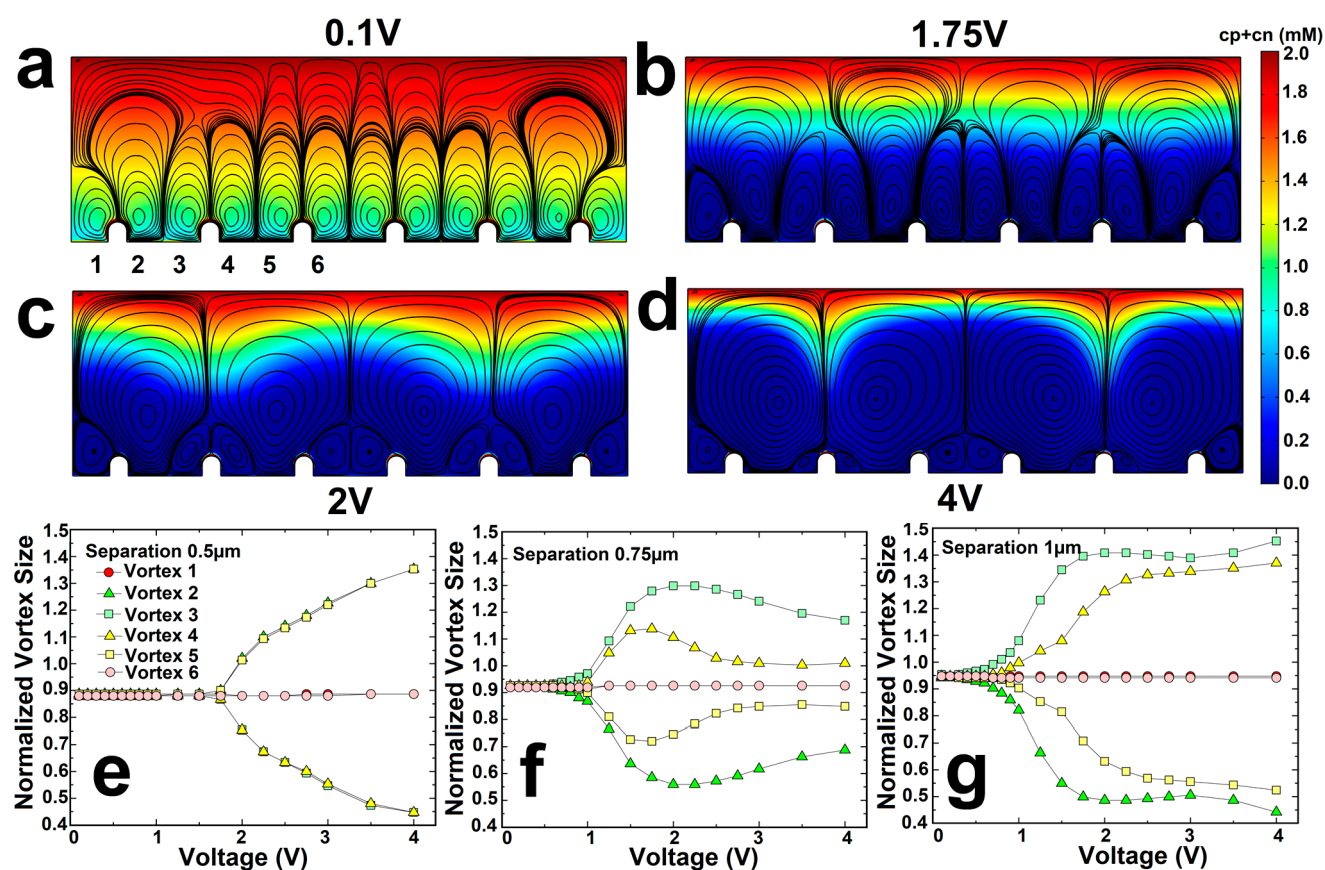 0.1V
1.75V
cp+cn (mM)
a
b
2.0
1.8
1.6
1.4
1.2
1.0
0.8
0.6
0.4
0.2
0.0
1 2 3 4 5 6
c
d
2V
4V
1.5
1.4
1.3
1.2
1.1
1.0
0.9
0.8
0.7
0.6
0.5
0.4
Normalized Vortex Size
Separation 0.5µm
Vortex 1
Vortex 2
Vortex 3
Vortex 4
Vortex 5
Vortex 6
e
0 1 2 3 4
Voltage (V)
1.5
1.4
1.3
1.2
1.1
1.0
0.9
0.8
0.7
0.6
0.5
0.4
Normalized Vortex Size
Separation 0.75µm
f
0 1 2 3 4
Voltage (V)
1.5
1.4
1.3
1.2
1.1
1.0
0.9
0.8
0.7
0.6
0.5
0.4
Normalized Vortex Size
Separation 1µm
g
0 1 2 3 4
Voltage (V)